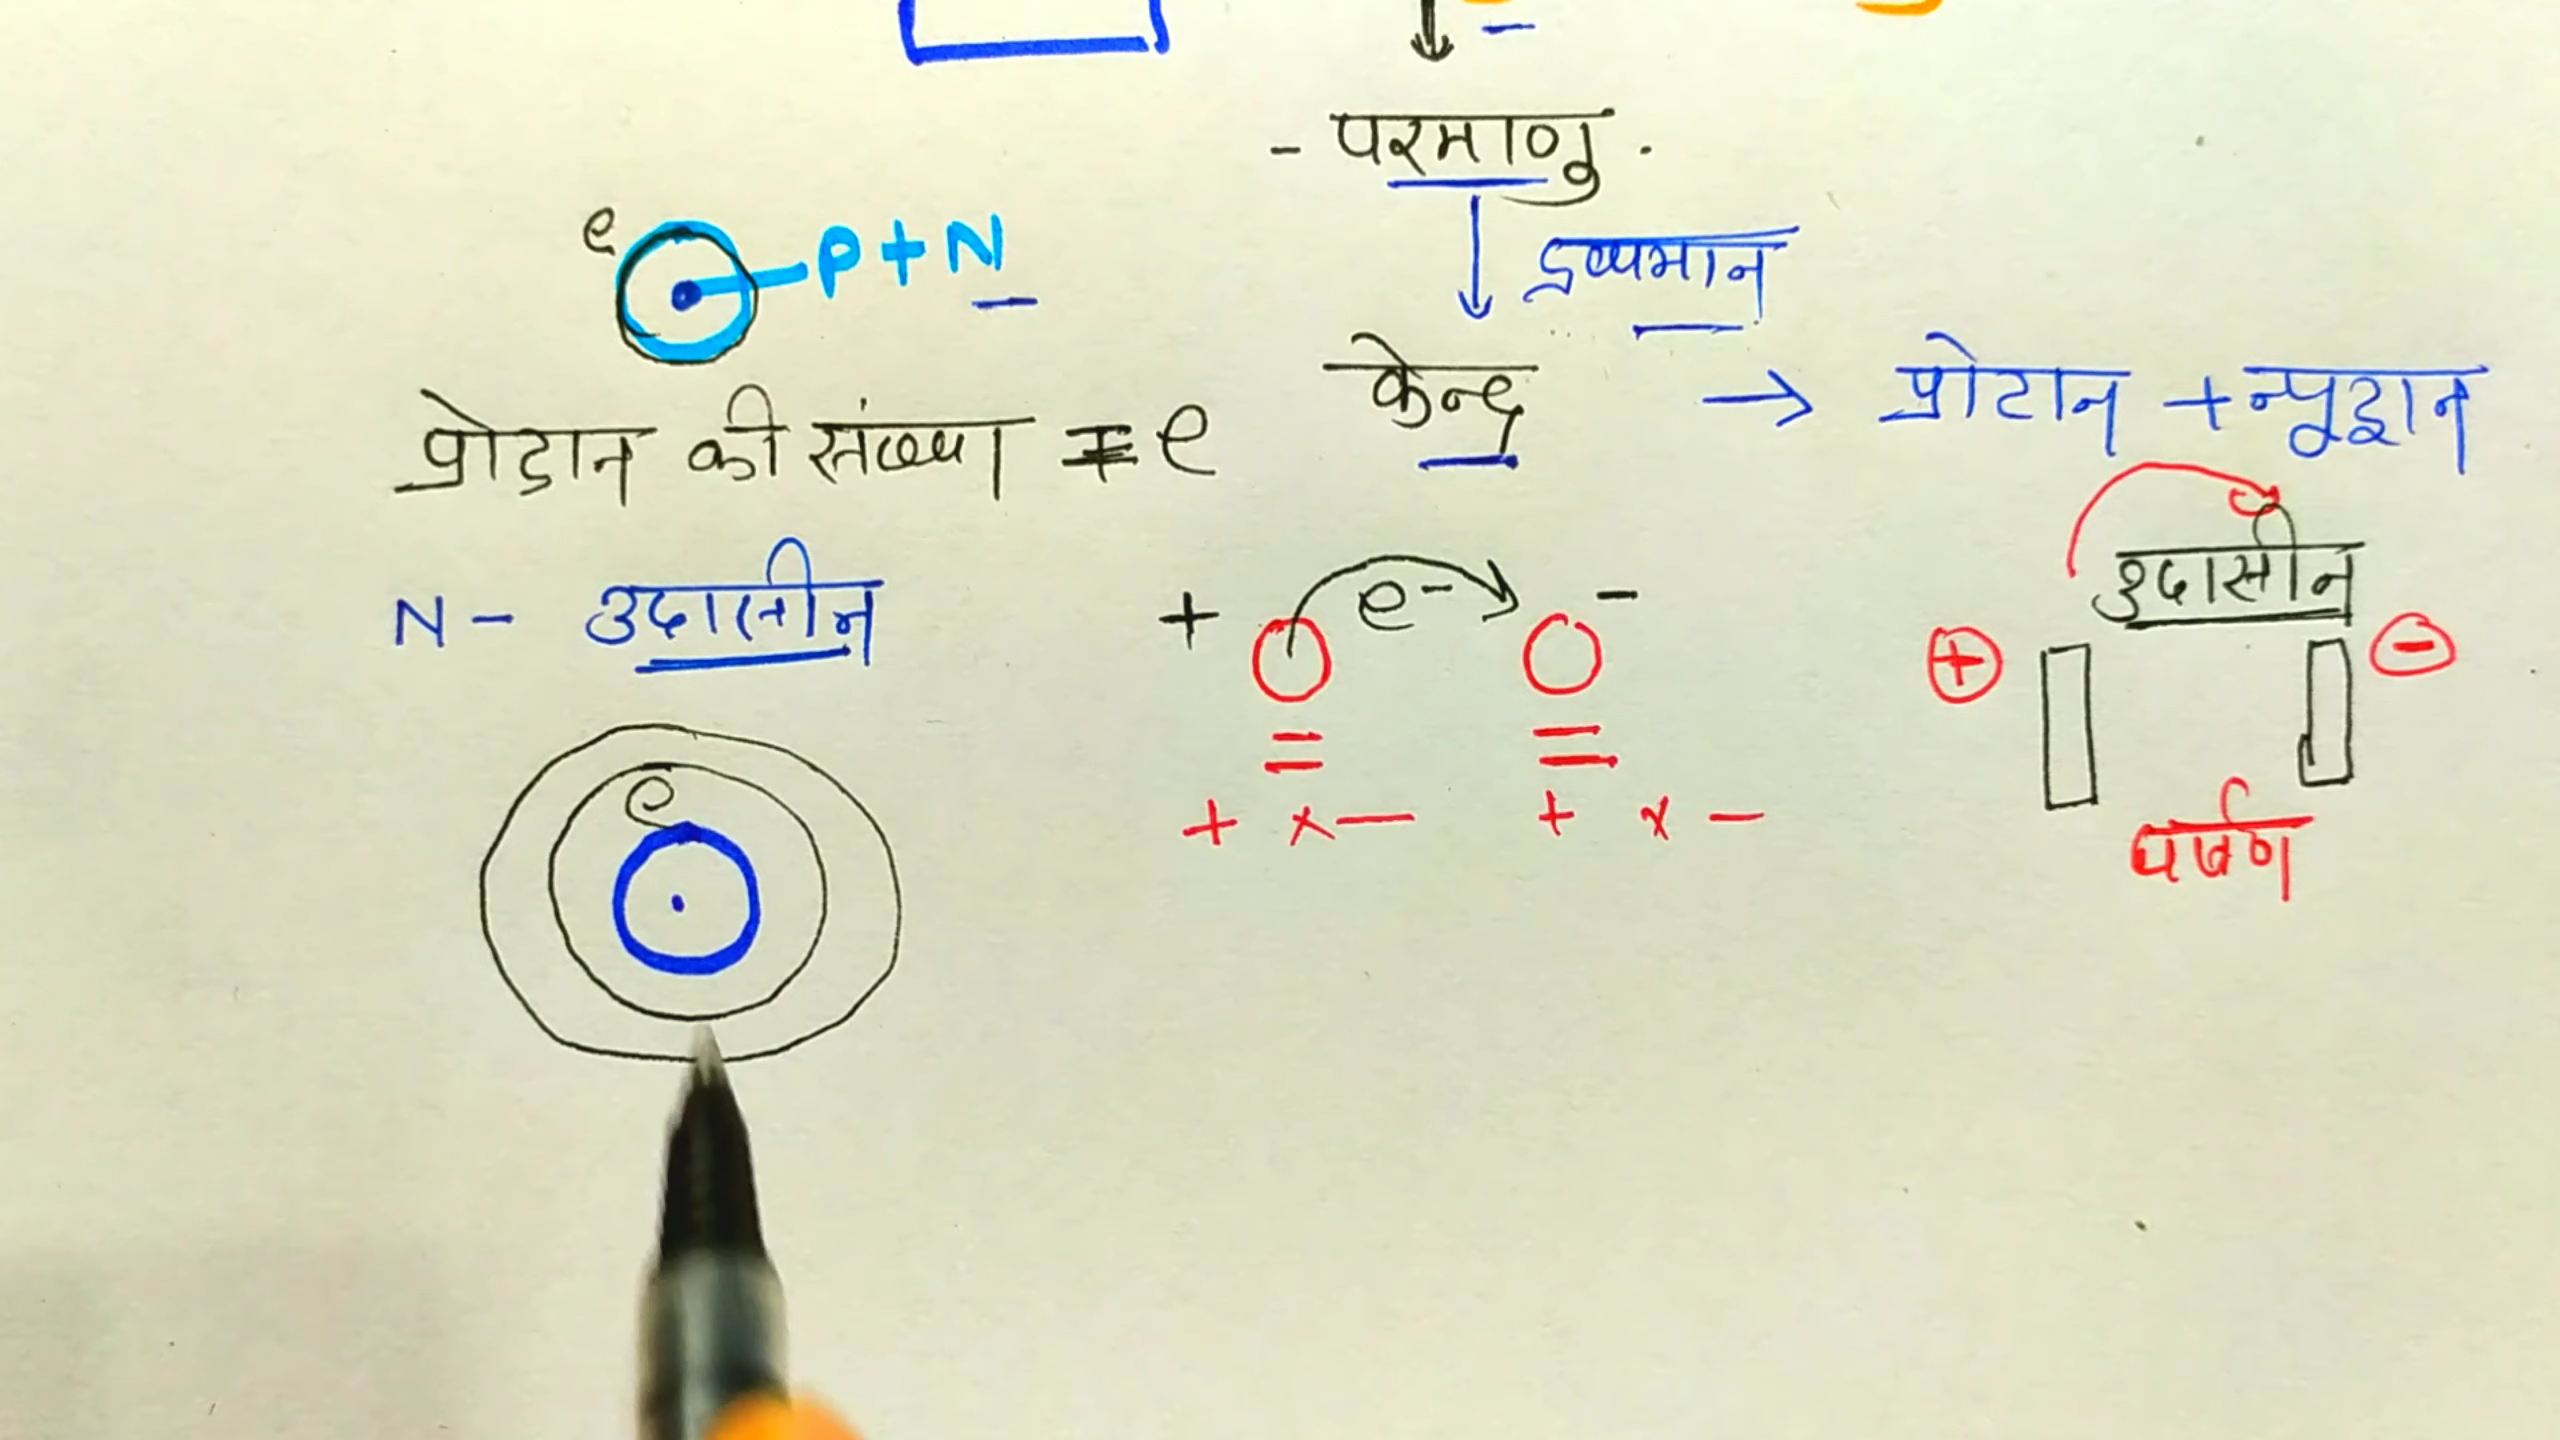 - परमाणु .
e
P + N
द्रव्यमान
केन्द्र → प्रोटान + न्यूट्रान
प्रोटान की संख्या = e
उदासीन
N - उदासीन
+ e⁻ -
+ -
=
=
e
+ × —
+ × —
घर्षण